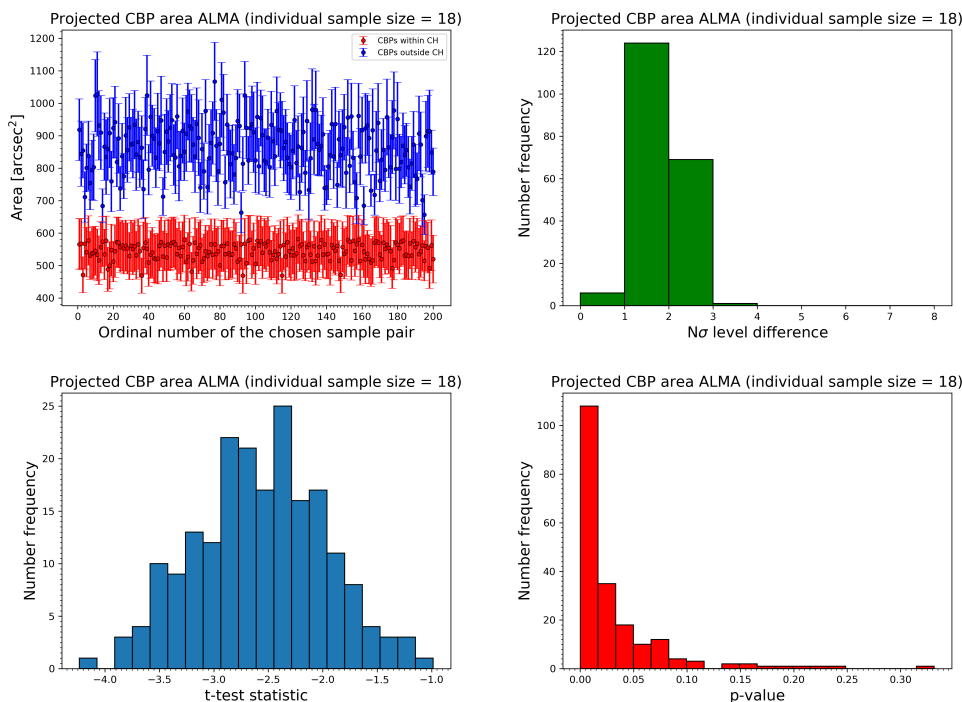 Projected CBP area ALMA (individual sample size = 18)
CBPs within CH
CBPs outside CH
1200
1100
1000
900
800
700
600
500
400
Area [arcsec²]
0 20 40 60 80 100 120 140 160 180 200
Ordinal number of the chosen sample pair
Projected CBP area ALMA (individual sample size = 18)
120
100
80
60
40
20
0
Number frequency
0 1 2 3 4 5 6 7 8
Nσ level difference
Projected CBP area ALMA (individual sample size = 18)
25
20
15
10
5
0
Number frequency
−4.0 −3.5 −3.0 −2.5 −2.0 −1.5 −1.0
t-test statistic
Projected CBP area ALMA (individual sample size = 18)
100
80
60
40
20
0
Number frequency
0.00 0.05 0.10 0.15 0.20 0.25 0.30
p-value